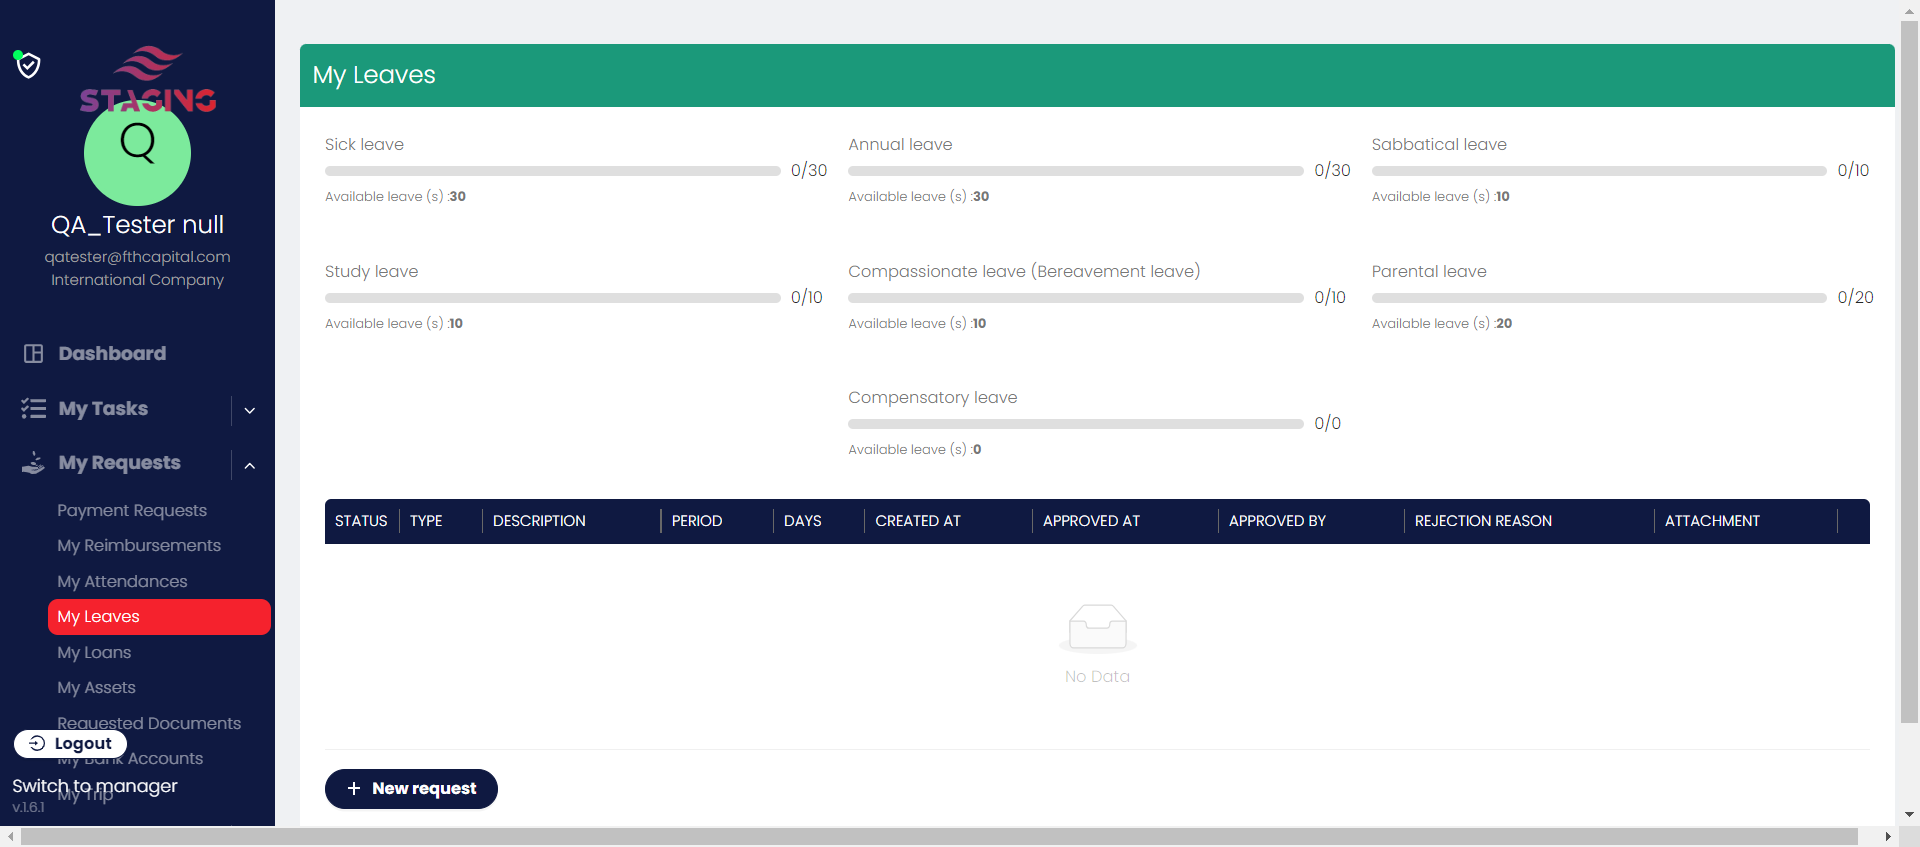 STAGING
Q
QA_Tester null
qatester@fthcapital.com
International Company
Dashboard
My Tasks
My Requests
Payment Requests
My Reimbursements
My Attendances
My Leaves
My Loans
My Assets
Requested Documents
Logout
My Bank Accounts
Switch to manager
My Trip
v.1.6.1
My Leaves
Sick leave
0/30
Available leave (s) :30
Annual leave
0/30
Available leave (s) :30
Sabbatical leave
0/10
Available leave (s) :10
Study leave
0/10
Available leave (s) :10
Compassionate leave (Bereavement leave)
0/10
Available leave (s) :10
Parental leave
0/20
Available leave (s) :20
Compensatory leave
0/0
Available leave (s) :0
STATUS TYPE DESCRIPTION PERIOD DAYS CREATED AT APPROVED AT APPROVED BY REJECTION REASON ATTACHMENT
No Data
+ New request